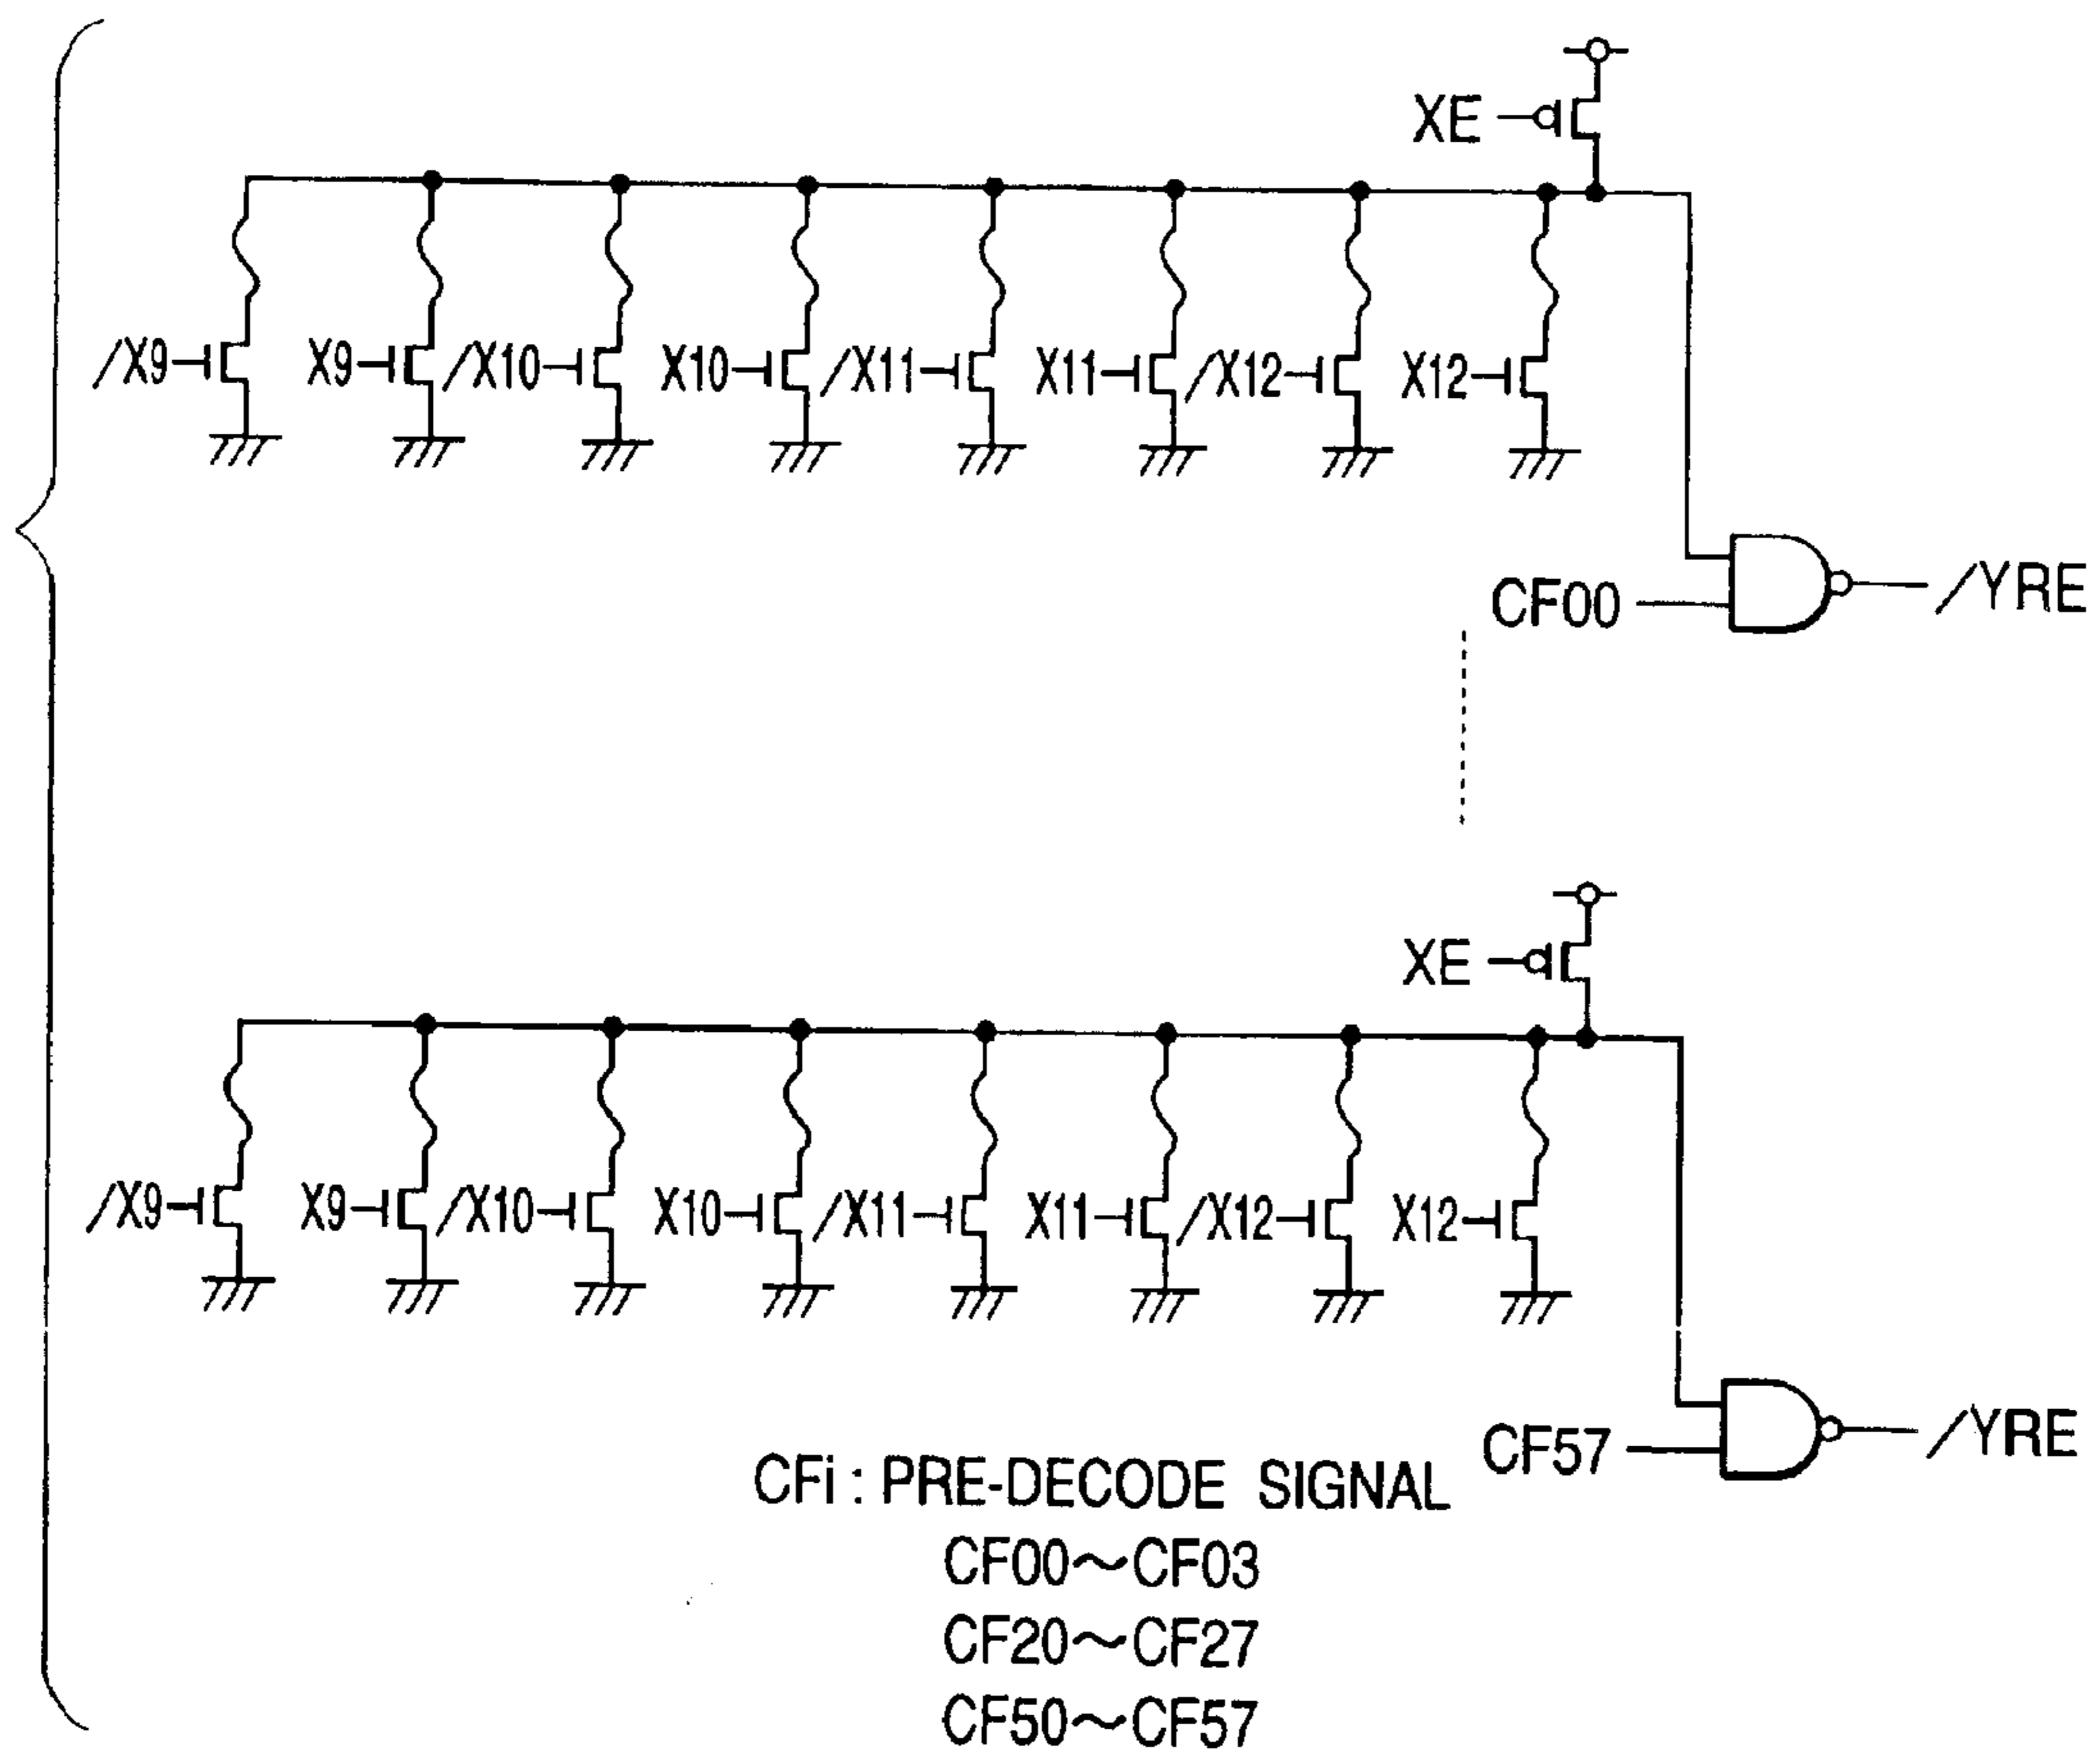 XE
/X9 X9 /X10 X10 /X11 X11 /X12 X12
CF00 /YRE
XE
/X9 X9 /X10 X10 /X11 X11 /X12 X12
CF57 /YRE
CFi : PRE-DECODE SIGNAL
CF00～CF03
CF20～CF27
CF50～CF57